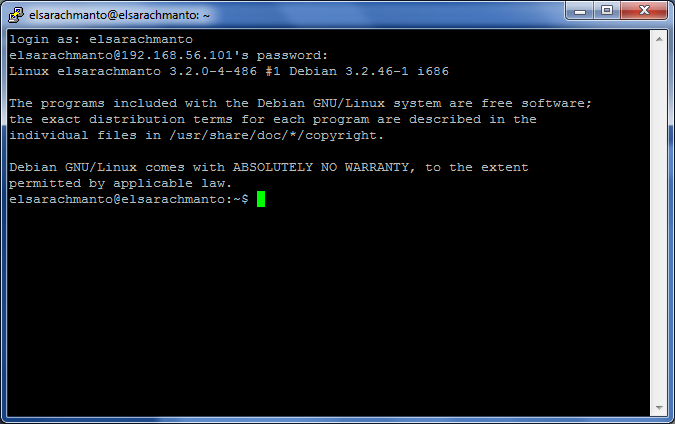 elsarachmanto@elsarachmanto: ~
login as: elsarachmanto
elsarachmanto@192.168.56.101's password:
Linux elsarachmanto 3.2.0-4-486 #1 Debian 3.2.46-1 i686
The programs included with the Debian GNU/Linux system are free software;
the exact distribution terms for each program are described in the
individual files in /usr/share/doc/*/copyright.
Debian GNU/Linux comes with ABSOLUTELY NO WARRANTY, to the extent
permitted by applicable law.
elsarachmanto@elsarachmanto:~$